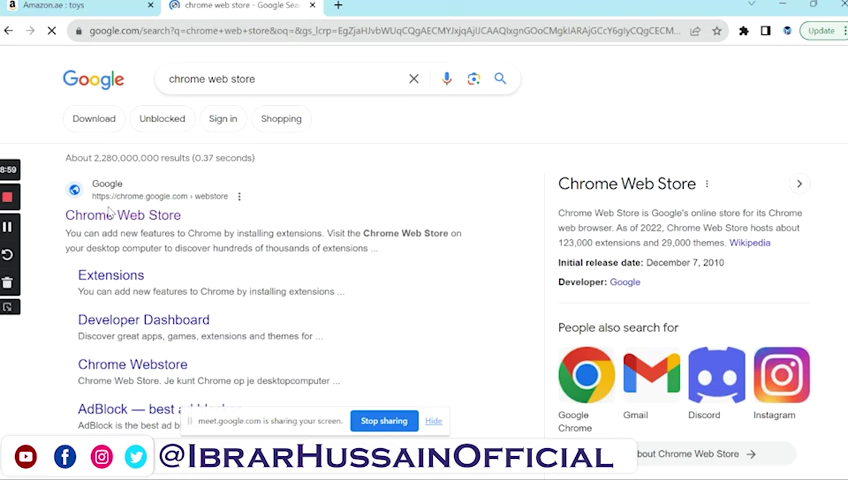 Amazon.ae : toys
chrome web store - Google Sea
google.com/search?q=chrome+web+store&oq=&gs_lcrp=EgZjaHJvbWUqCQgAECMYJxjqAjICAAQIxgnGOoCMgkIARAjGCcY6gIyCQgCECM...
Update
Google
chrome web store
Download
Unblocked
Sign in
Shopping
About 2,280,000,000 results (0.37 seconds)
8:59
Google
https://chrome.google.com › webstore
Chrome Web Store
You can add new features to Chrome by installing extensions. Visit the Chrome Web Store on
your desktop computer to discover hundreds of thousands of extensions ...
Extensions
You can add new features to Chrome by installing extensions ...
Developer Dashboard
Discover great apps, games, extensions and themes for ...
Chrome Webstore
Chrome Web Store. Je kunt Chrome op je desktopcomputer ...
AdBlock — best a
AdBlock is the best ad b
Chrome Web Store
Chrome Web Store is Google's online store for its Chrome
web browser. As of 2022, Chrome Web Store hosts about
123,000 extensions and 29,000 themes. Wikipedia
Initial release date: December 7, 2010
Developer: Google
People also search for
Google
Chrome
Gmail
Discord
Instagram
bout Chrome Web Store
meet.google.com is sharing your screen.
Stop sharing
Hide
@IbrarHussainOfficial